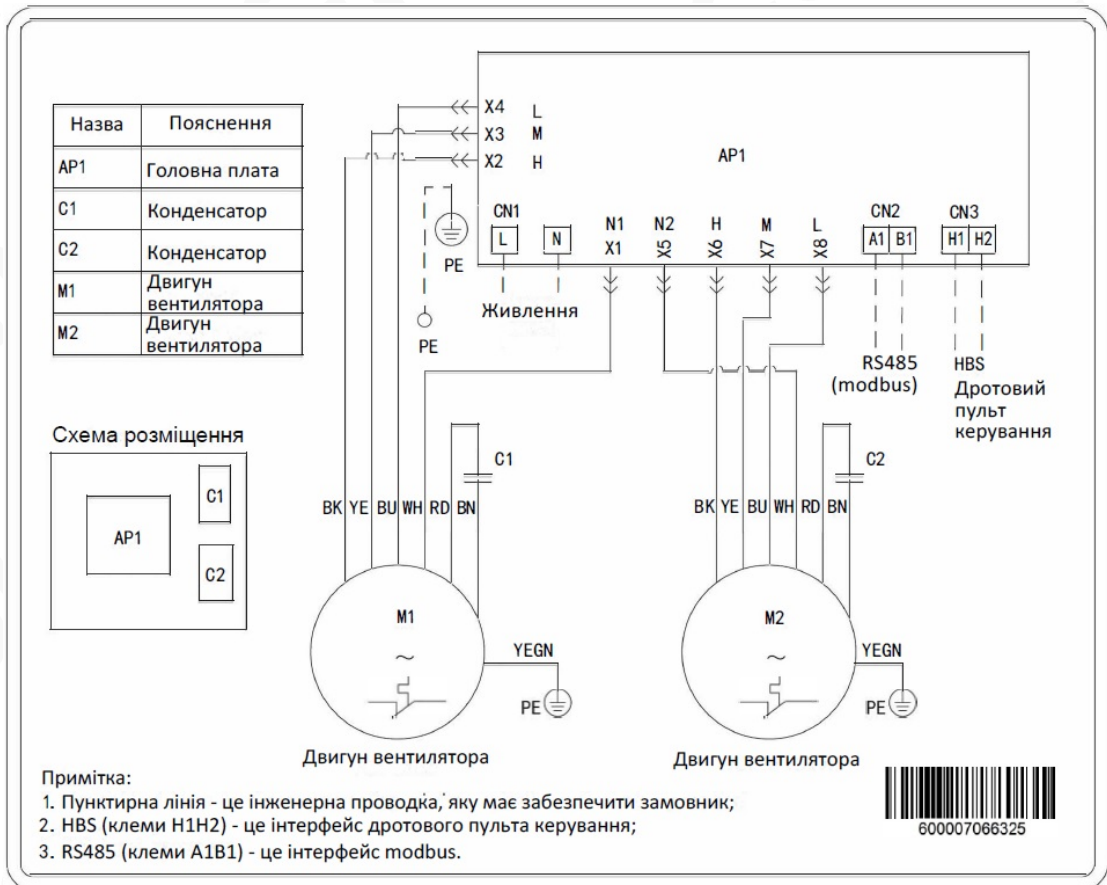 Назва Пояснення
AP1 Головна плата
C1 Конденсатор
C2 Конденсатор
M1 Двигун
вентилятора
M2 Двигун
вентилятора
X4 L
X3 M
X2 H
AP1
PE
CN1
L N
N1 N2 H M L
X1 X5 X6 X7 X8
CN2 CN3
A1 B1 H1 H2
Живлення
PE
RS485
(modbus)
HBS
Дротовий
пульт
керування
Схема розміщення
AP1
C1
C2
C1
BK YE BU WH RD BN
M1
~
YEGN
PE
Двигун вентилятора
C2
BK YE BU WH RD BN
M2
~
YEGN
PE
Двигун вентилятора
Примітка:
1. Пунктирна лінія - це інженерна проводка, яку має забезпечити замовник;
2. HBS (клеми H1H2) - це інтерфейс дротового пульта керування;
3. RS485 (клеми A1B1) - це інтерфейс modbus.
600007066325